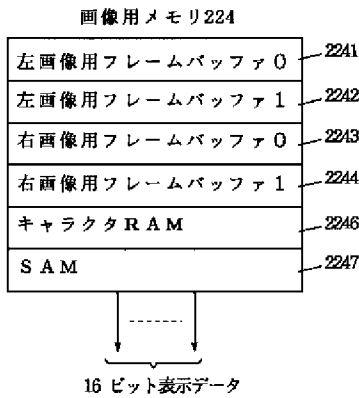 画像用メモリ224
左画像用フレームバッファ0 2241
左画像用フレームバッファ1 2242
右画像用フレームバッファ0 2243
右画像用フレームバッファ1 2244
キャラクタRAM 2246
SAM 2247
16 ビット表示データ